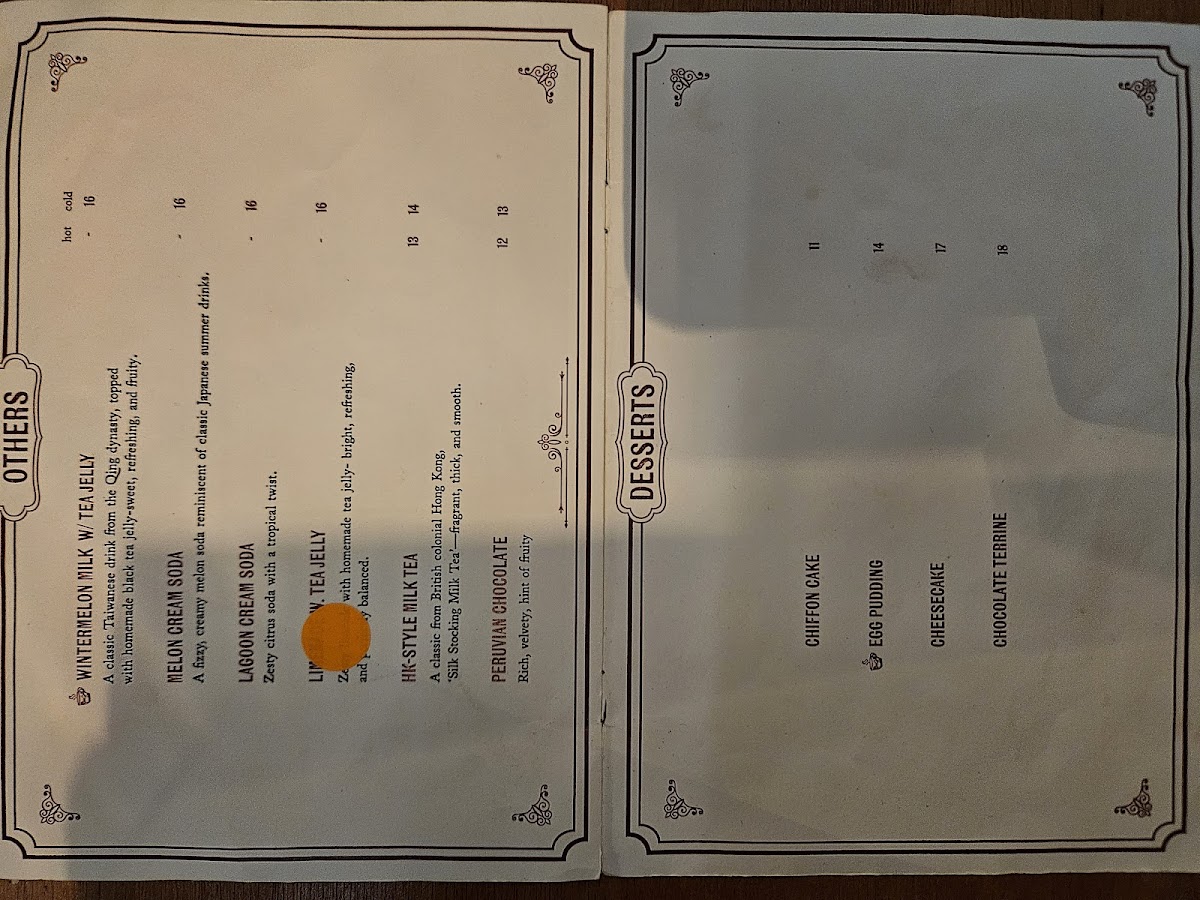 OTHERS
hot cold
WINTERMELON MILK W/ TEA JELLY - 16
A classic Taiwanese drink from the Qing dynasty, topped
with homemade black tea jelly-sweet, refreshing, and fruity.
MELON CREAM SODA - 16
A fizzy, creamy melon soda reminiscent of classic Japanese summer drinks.
LAGOON CREAM SODA - 16
Zesty citrus soda with a tropical twist.
W. TEA JELLY - 16
with homemade tea jelly- bright, refreshing,
and balanced.
HK-STYLE MILK TEA 13 14
A classic from British colonial Hong Kong,
'Silk Stocking Milk Tea'—fragrant, thick, and smooth.
PERUVIAN CHOCOLATE 12 13
Rich, velvety, hint of fruity
DESSERTS
CHIFFON CAKE 11
EGG PUDDING 14
CHEESECAKE 17
CHOCOLATE TERRINE 18